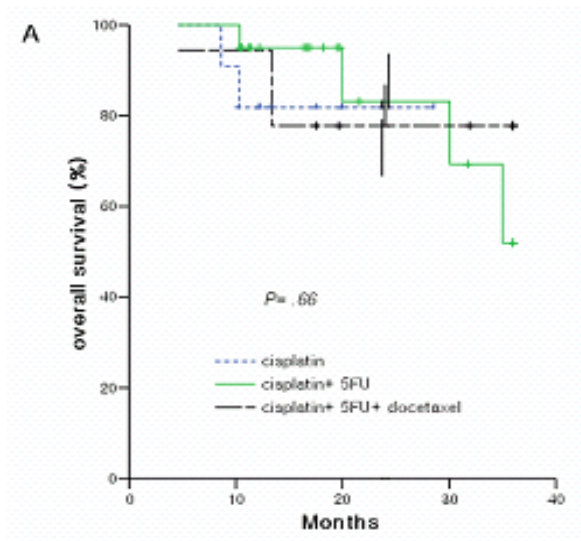 A
100
80
60
40
20
0
overall survival (%)
P= .66
cisplatin
cisplatin+ 5FU
cisplatin+ 5FU+ docetaxel
0 10 20 30 40
Months